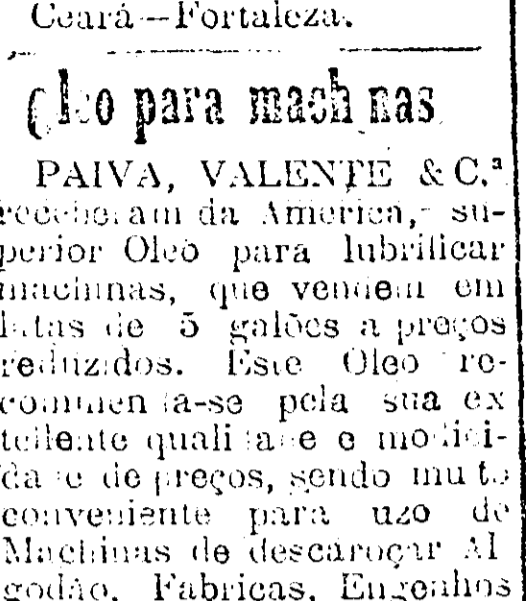 Ceará—Fortaleza.
Oleo para machinas
PAIVA, VALENTE & C.ª
receberam da America, su-
perior Oleo para lubrificar
machinas, que vendem em
latas de 5 galões a preços
reduzidos. Este Oleo re-
commenda-se pela sua ex
cellente qualidade e modici-
dade de preços, sendo muito
conveniente para uzo de
Machinas de descaroçar Al
godão, Fabricas, Engenhos